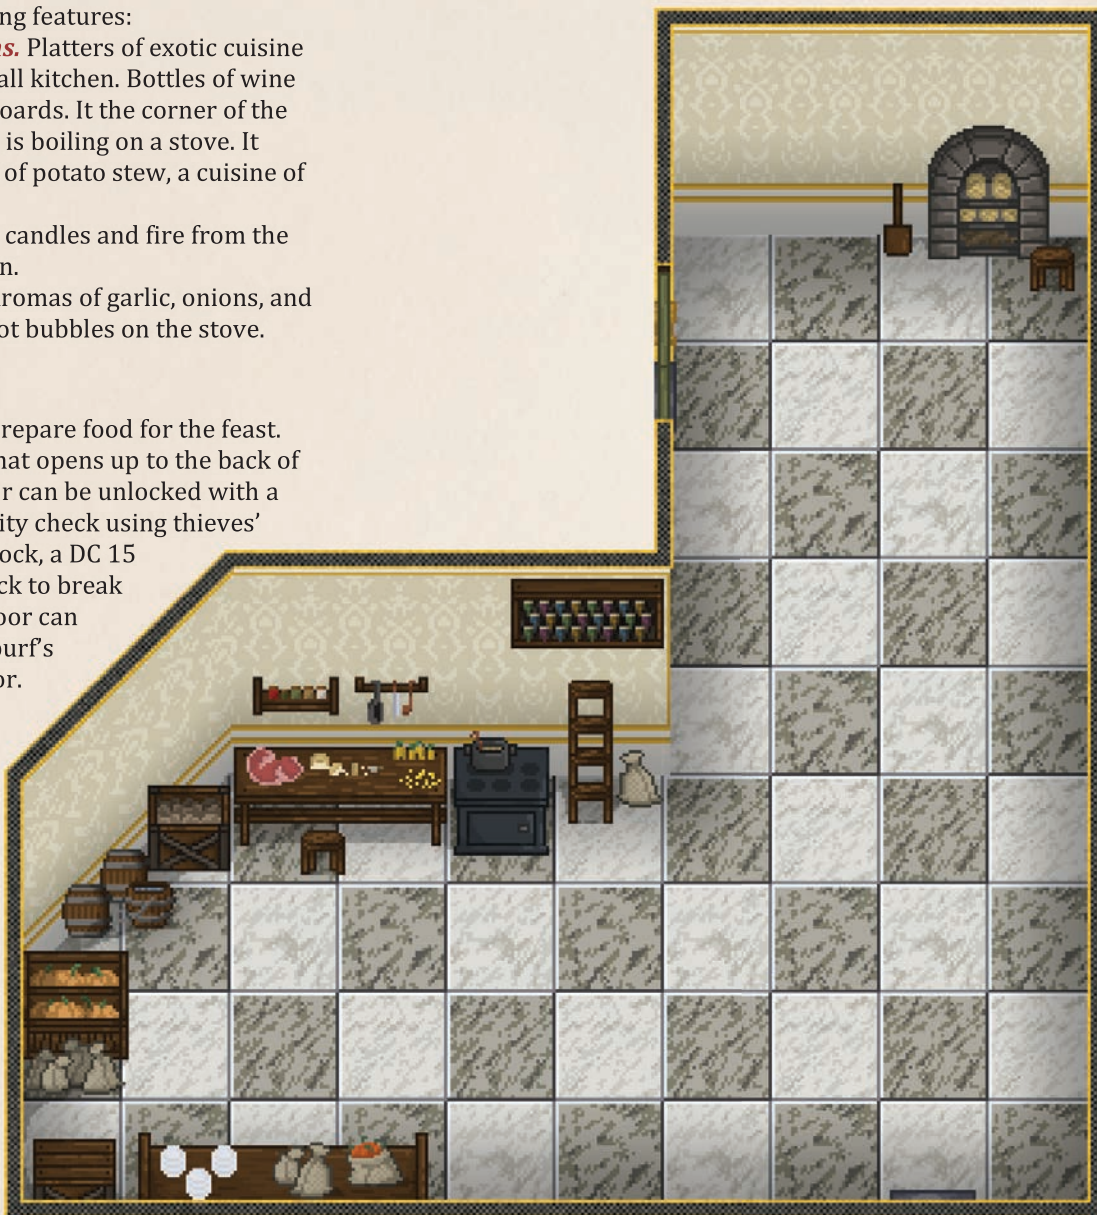 ng features:
s. Platters of exotic cuisine
all kitchen. Bottles of wine
oards. It the corner of the
is boiling on a stove. It
of potato stew, a cuisine of
candles and fire from the
n.
romas of garlic, onions, and
ot bubbles on the stove.
repare food for the feast.
hat opens up to the back of
r can be unlocked with a
ity check using thieves’
ock, a DC 15
ck to break
oor can
ourf’s
or.